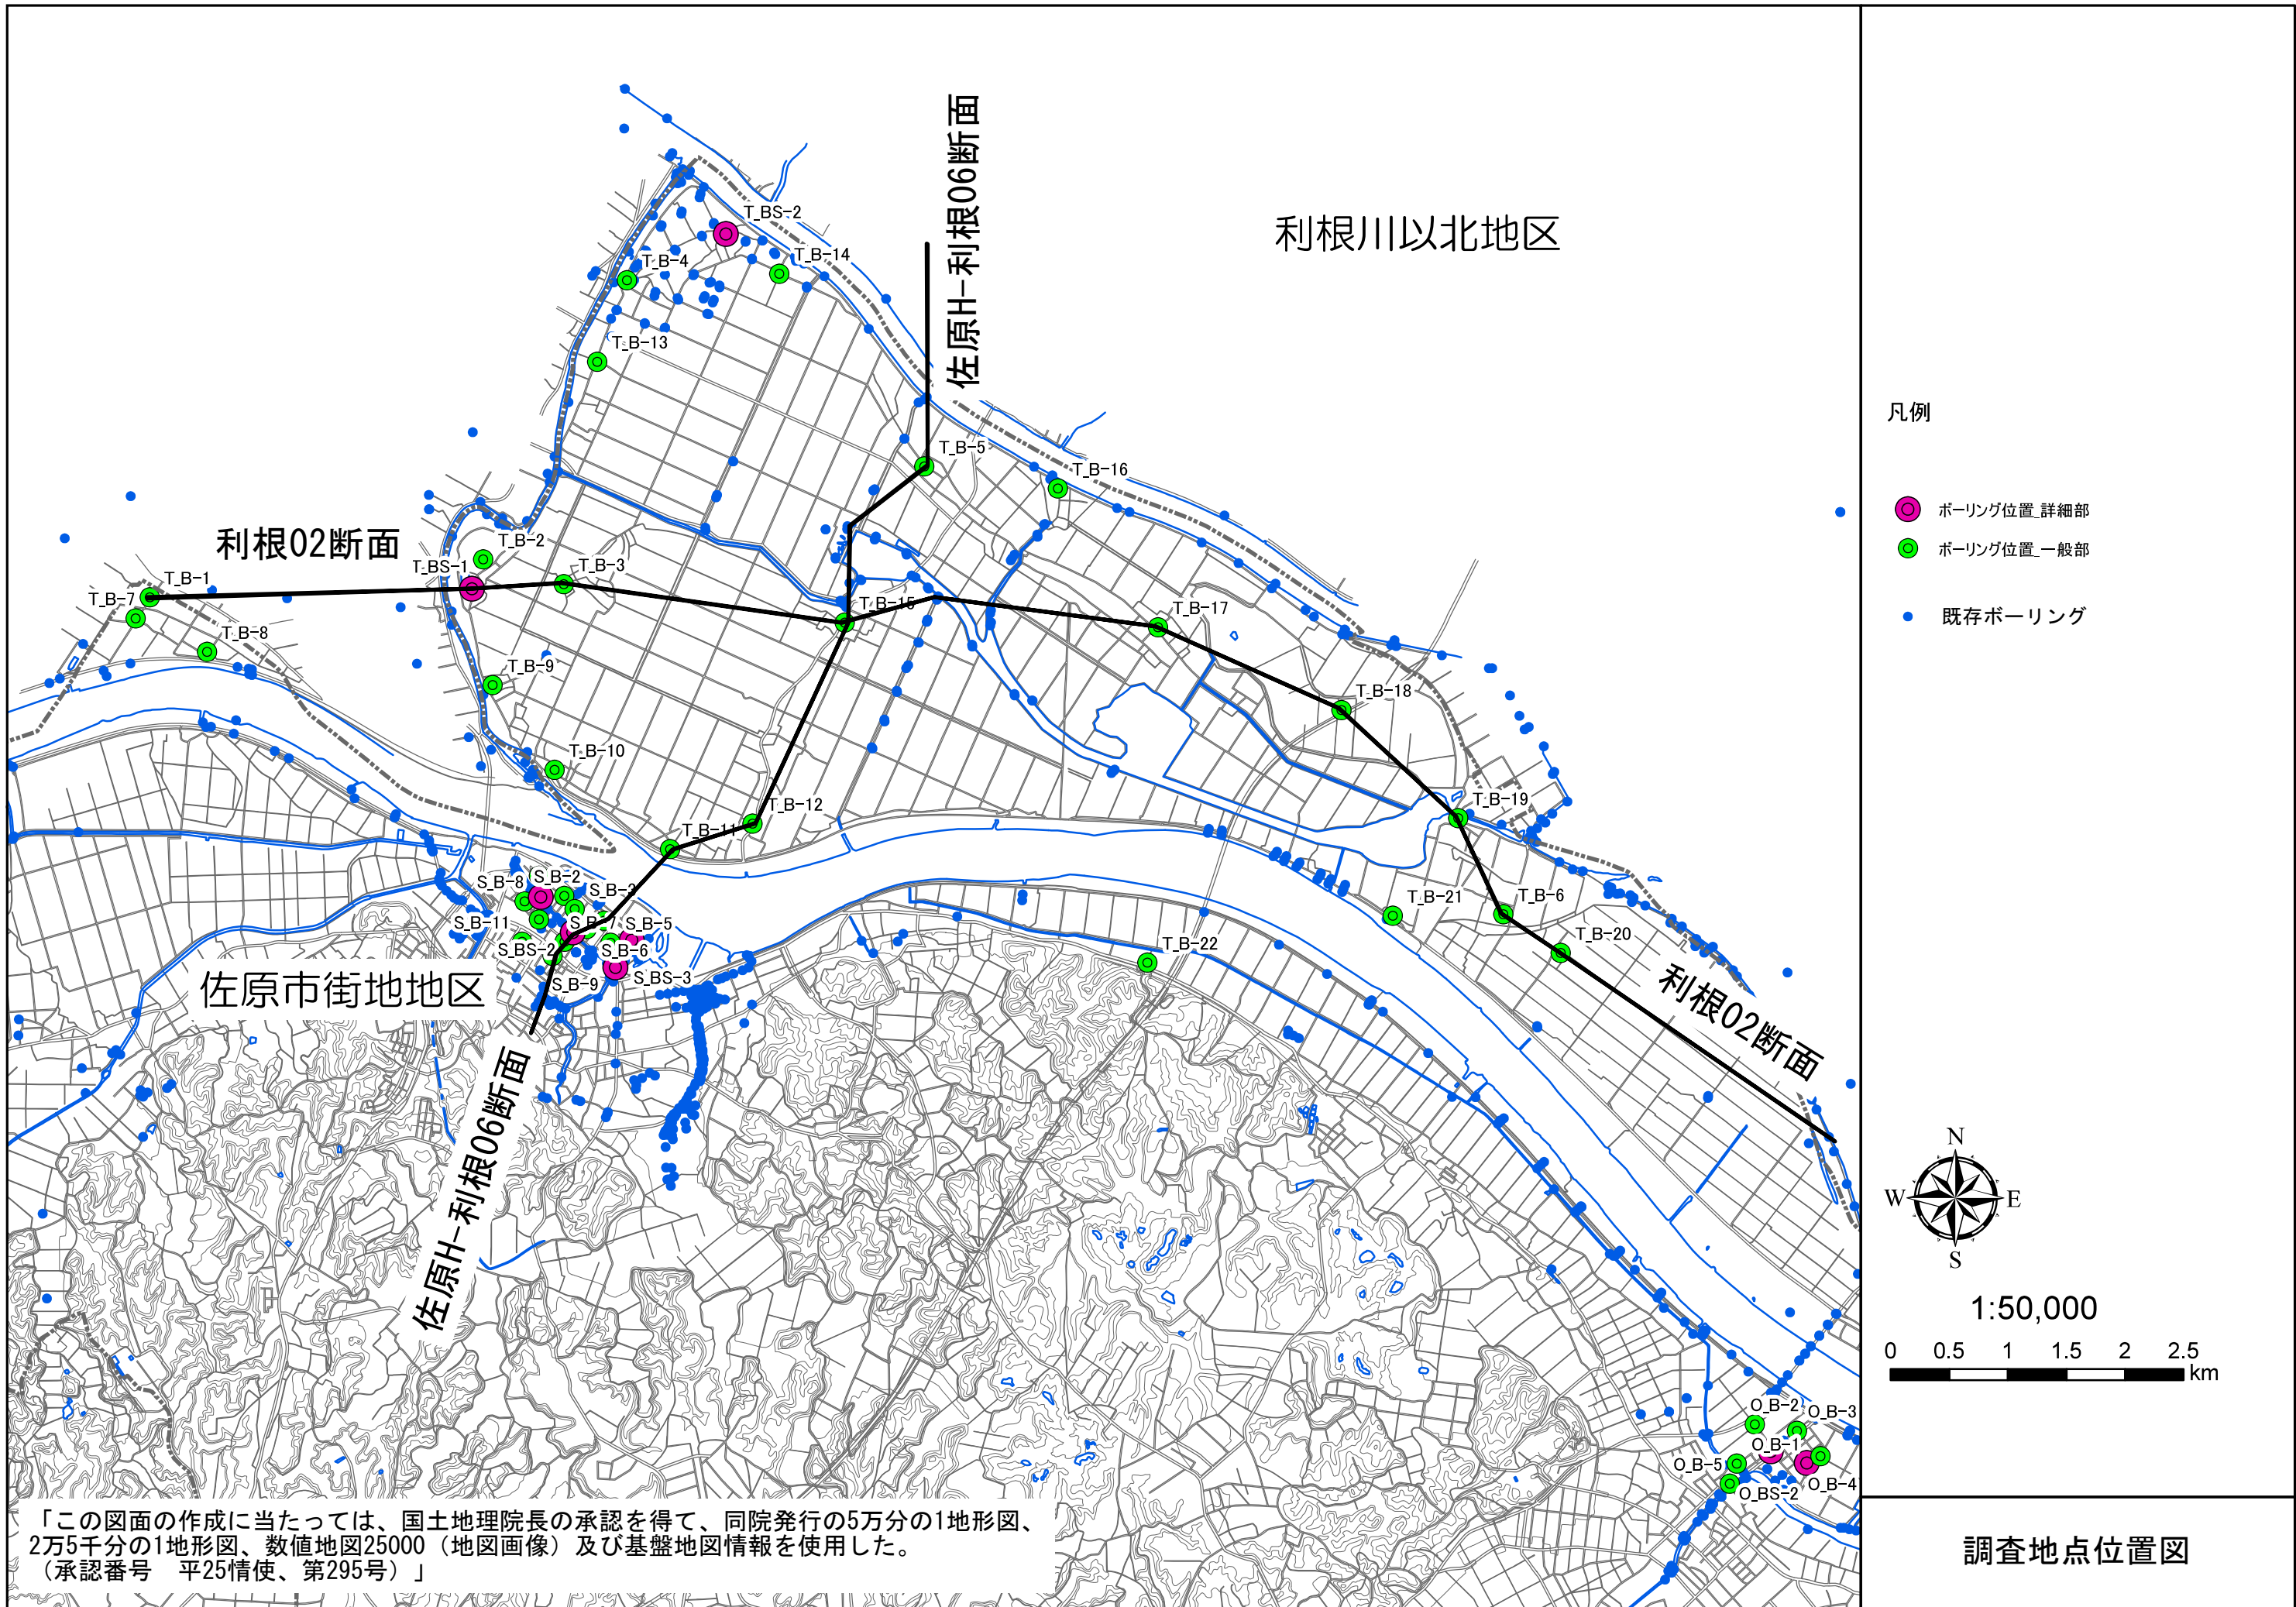 佐原H-利根06断面
利根川以北地区
T_BS-2
T_B-14
T_B-4
T_B-13
T_B-5
T_B-16
利根02断面
T_B-2
T_BS-1
T_B-3
T_B-1
T_B-7
T_B-8
T_B-15
T_B-17
T_B-9
T_B-18
T_B-10
T_B-12
T_B-11
T_B-19
S_B-8
S_B-2
S_B-3
S_B-11
S_B-5
S_BS-2
S_B-6
S_B-9
S_BS-3
T_B-21
T_B-6
T_B-20
T_B-22
佐原市街地地区
利根02断面
佐原H-利根06断面
O_B-2
O_B-3
O_B-1
O_B-5
O_B-4
O_BS-2
「この図面の作成に当たっては、国土地理院長の承認を得て、同院発行の5万分の1地形図、
2万5千分の1地形図、数値地図25000（地図画像）及び基盤地図情報を使用した。
（承認番号　平25情使、第295号）」
凡例
ボーリング位置_詳細部
ボーリング位置_一般部
既存ボーリング
N
W
E
S
1:50,000
0 0.5 1 1.5 2 2.5
km
調査地点位置図